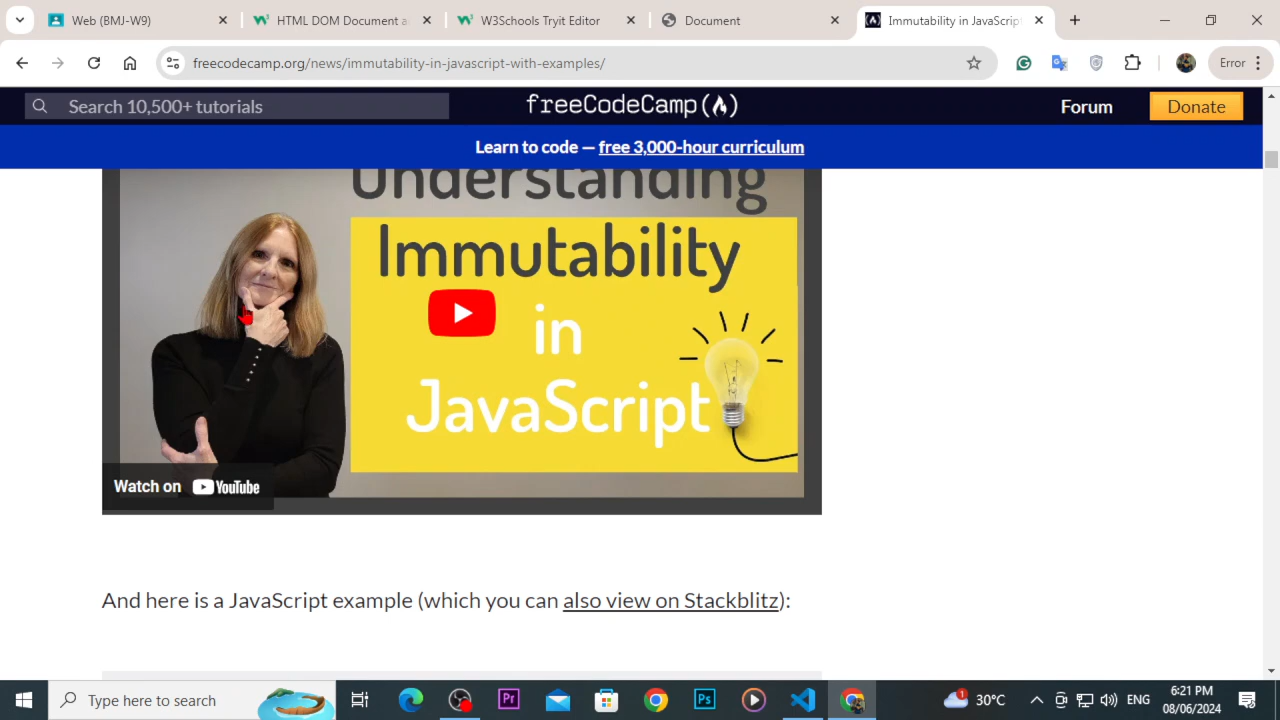 Web (BMJ-W9)
HTML DOM Document a
W3Schools Tryit Editor
Document
Immutability in JavaScript
freecodecamp.org/news/immutability-in-javascript-with-examples/
Error
Search 10,500+ tutorials
freeCodeCamp
Forum
Donate
Learn to code — free 3,000-hour curriculum
Understanding
Immutability
in
JavaScript
Watch on YouTube
And here is a JavaScript example (which you can also view on Stackblitz):
Type here to search
Pr
Ps
1
30°C
ENG
6:21 PM
08/06/2024